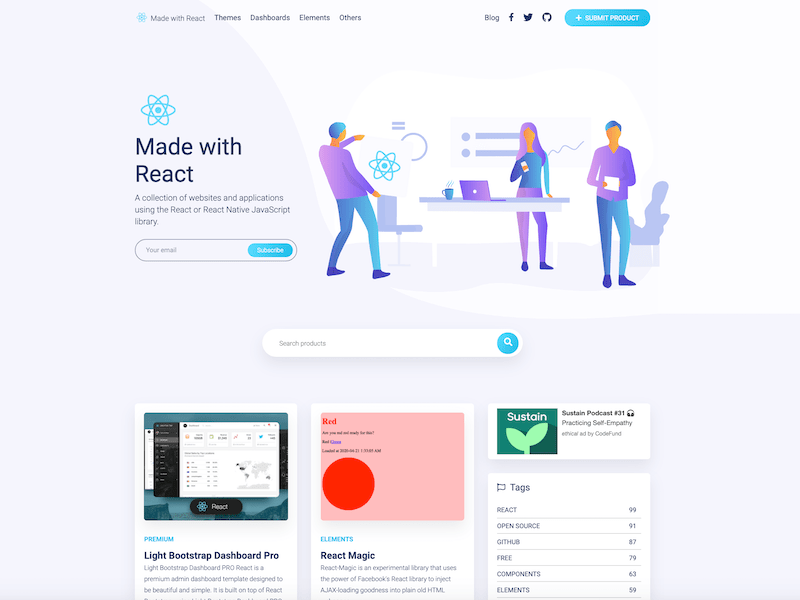 Made with React
Themes
Dashboards
Elements
Others
Blog
SUBMIT PRODUCT
Made with
React
A collection of websites and applications
using the React or React Native JavaScript
library.
Your email
Subscribe
Search products
React
PREMIUM
Light Bootstrap Dashboard Pro
Light Bootstrap Dashboard PRO React is a
premium admin dashboard template designed to
be beautiful and simple. It is built on top of React
Red
Are you nut red ready for this?
Red Green
Loaded at 2020-04-21 1:35:05 AM
ELEMENTS
React Magic
React-Magic is an experimental library that uses
the power of Facebook's React library to inject
AJAX-loading goodness into plain old HTML
Sustain
Sustain Podcast #31
Practicing Self-Empathy
ethical ad by CodeFund
Tags
REACT 99
OPEN SOURCE 91
GITHUB 87
FREE 79
COMPONENTS 63
ELEMENTS 59